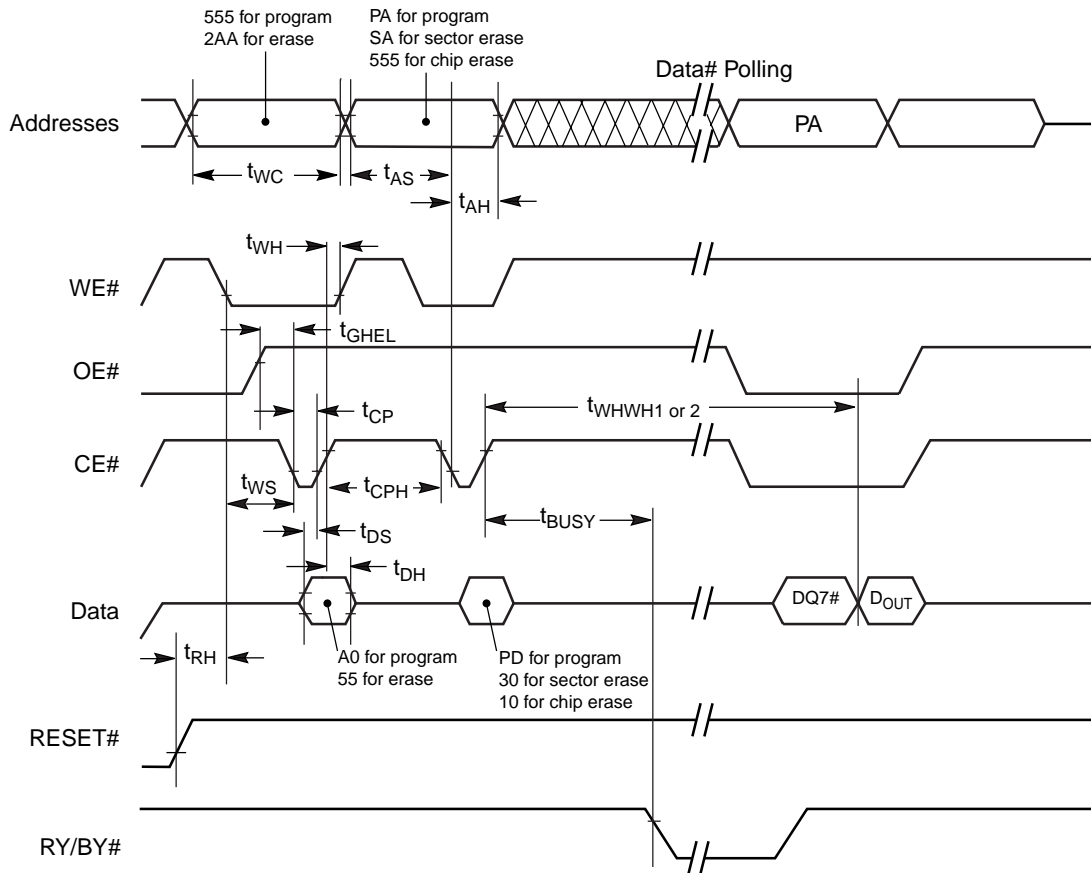 555 for program
2AA for erase
PA for program
SA for sector erase
555 for chip erase
Data# Polling
Addresses
PA
tWC
tAS
tAH
tWH
WE#
tGHEL
OE#
tWHWH1 or 2
tCP
CE#
tWS
tCPH
tBUSY
tDS
tDH
Data
DQ7#
DOUT
tRH
A0 for program
55 for erase
PD for program
30 for sector erase
10 for chip erase
RESET#
RY/BY#